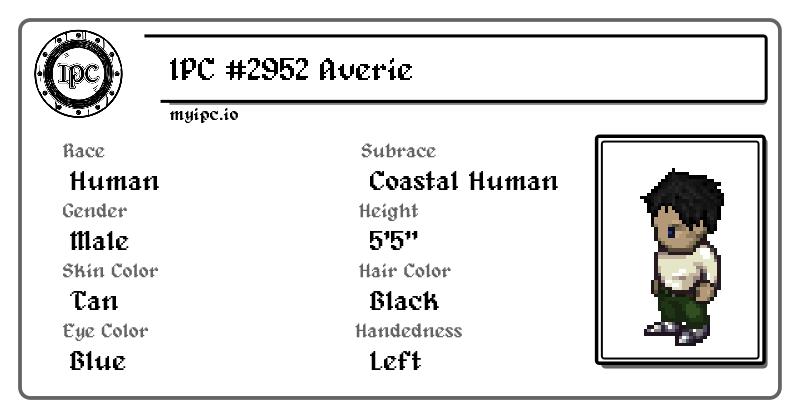 1PC
IPC #2952 Averie
myipc.io
Race
Human
Subrace
Coastal Human
Gender
Male
Height
5'5"
Skin Color
Tan
Hair Color
Black
Eye Color
Blue
Handedness
Left